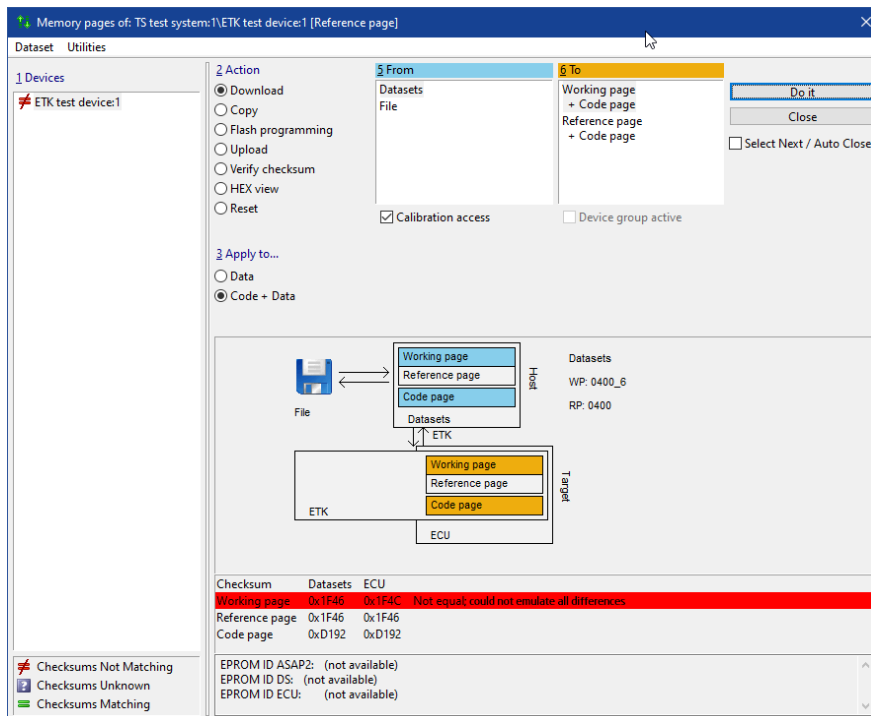 Memory pages of: TS test system:1\ETK test device:1 [Reference page]
Dataset Utilities
1 Devices
ETK test device:1
2 Action
Download
Copy
Flash programming
Upload
Verify checksum
HEX view
Reset
5 From
Datasets
File
Calibration access
6 To
Working page
+ Code page
Reference page
+ Code page
Device group active
Do it
Close
Select Next / Auto Close
3 Apply to...
Data
Code + Data
File
Working page
Reference page
Code page
Datasets
Host
Datasets
WP: 0400_6
RP: 0400
ETK
Working page
Reference page
Code page
ETK
ECU
Target
Checksum Datasets ECU
Working page 0x1F46 0x1F4C Not equal; could not emulate all differences
Reference page 0x1F46 0x1F46
Code page 0xD192 0xD192
Checksums Not Matching
Checksums Unknown
Checksums Matching
EPROM ID ASAP2: (not available)
EPROM ID DS: (not available)
EPROM ID ECU: (not available)